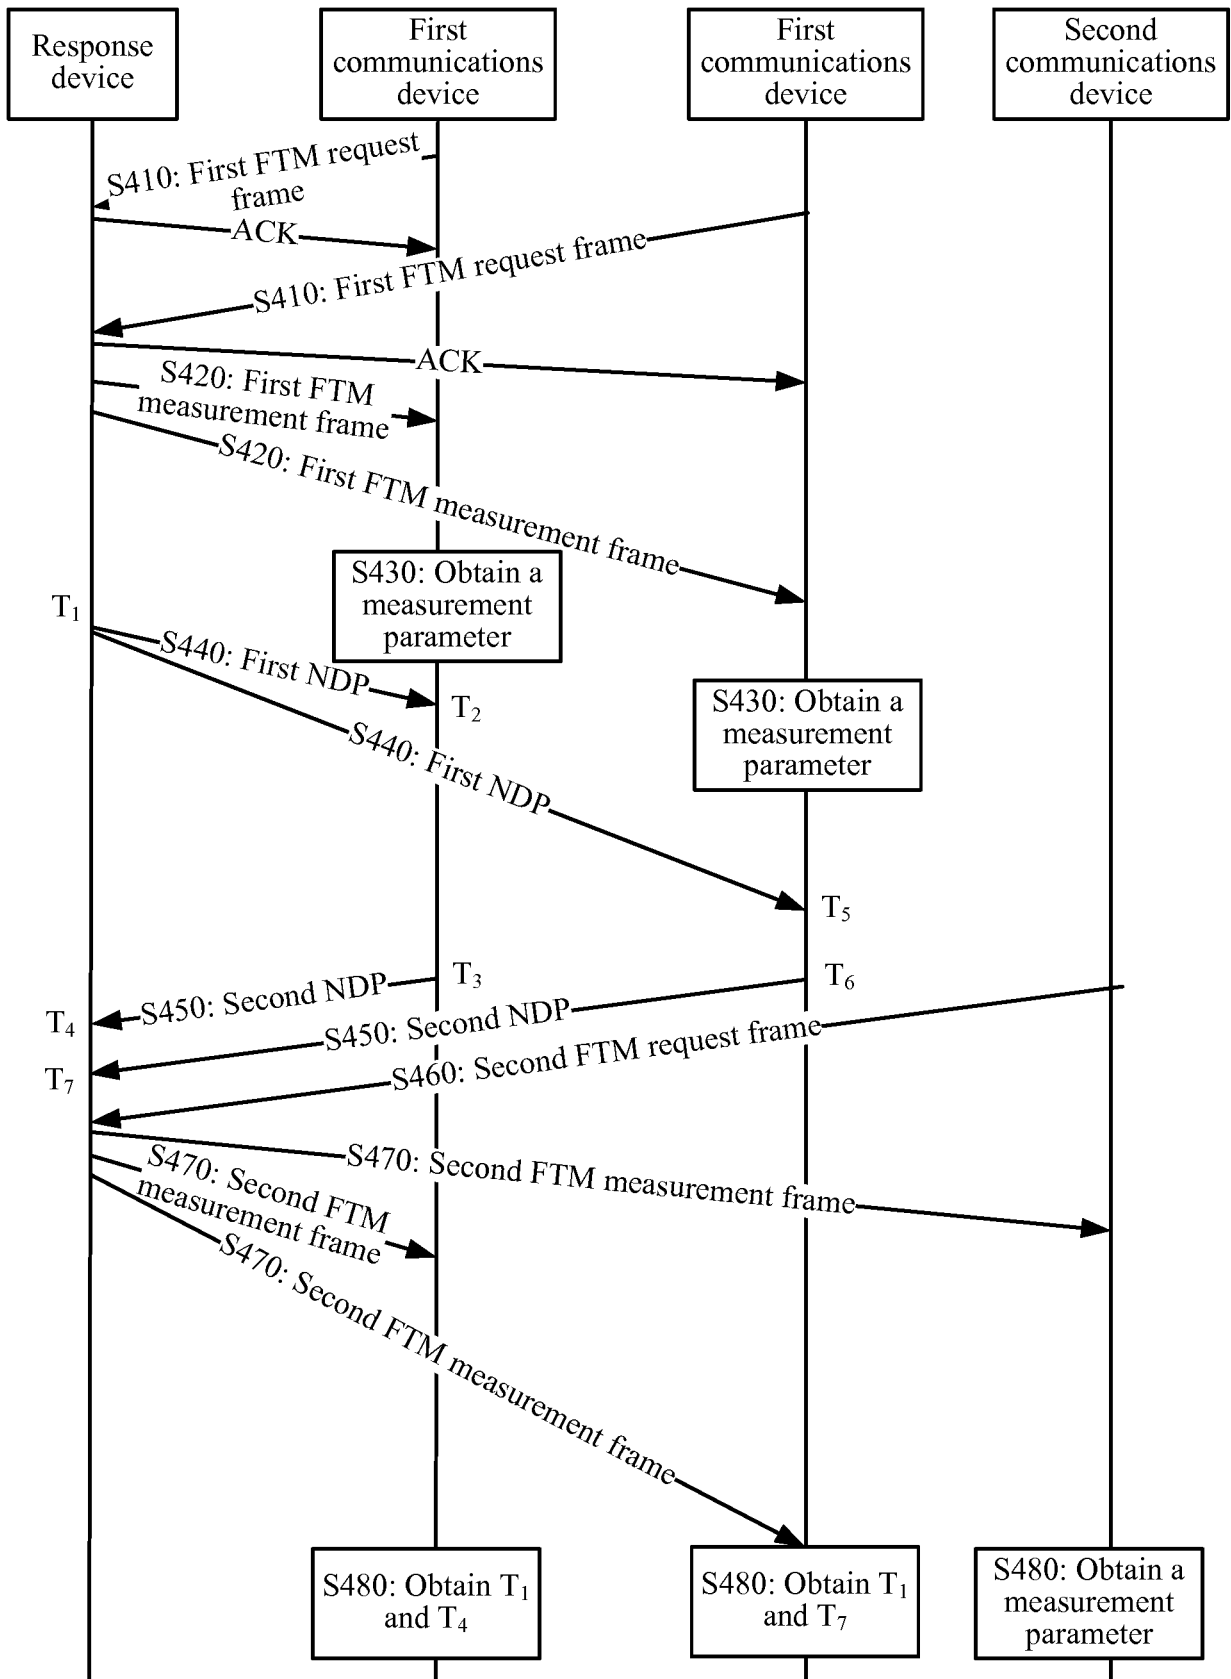 Response
device
First
communications
device
First
communications
device
Second
communications
device
S410: First FTM request
frame
ACK
S410: First FTM request frame
ACK
S420: First FTM
measurement frame
S420: First FTM measurement frame
S430: Obtain a
measurement
parameter
T1
S440: First NDP
T2
S430: Obtain a
measurement
parameter
S440: First NDP
T5
T3
T6
S450: Second NDP
T4
S450: Second NDP
S460: Second FTM request frame
T7
S470: Second FTM measurement frame
S470: Second FTM
measurement frame
S470: Second FTM measurement frame
S480: Obtain T1
and T4
S480: Obtain T1
and T7
S480: Obtain a
measurement
parameter